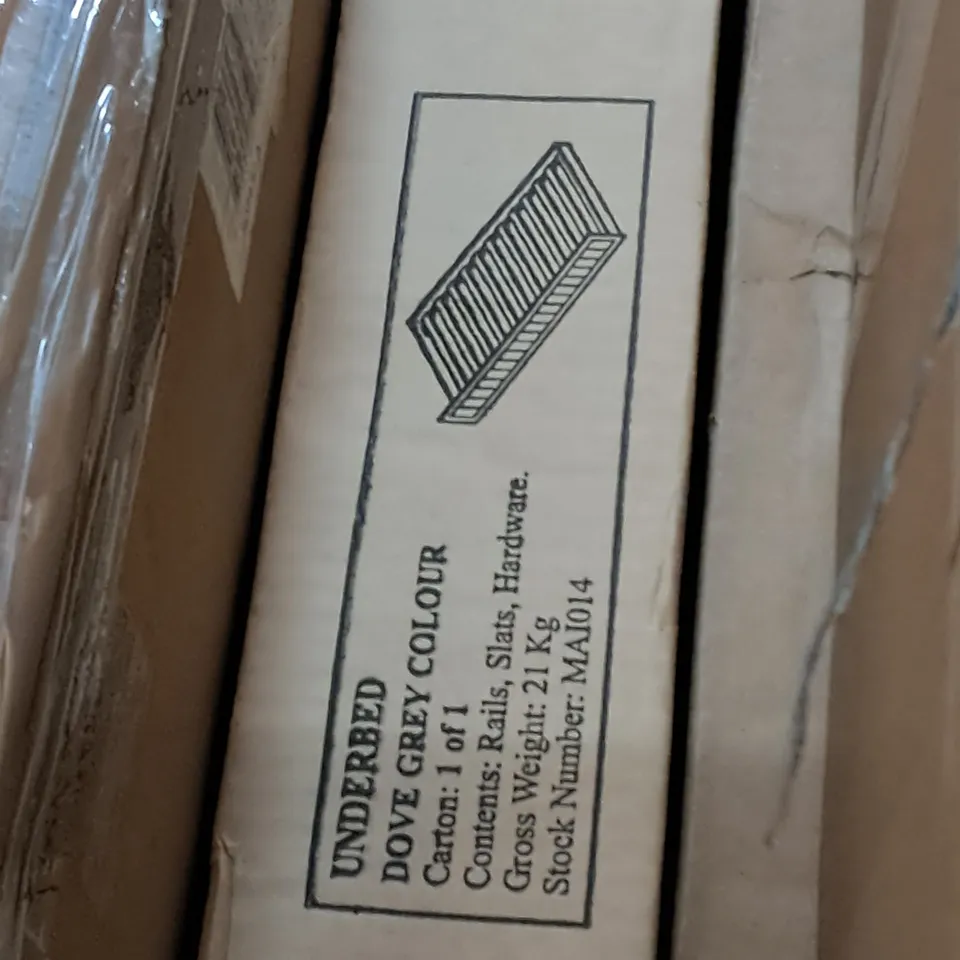 UNDERBED
DOVE GREY COLOUR
Carton: 1 of 1
Contents: Rails, Slats, Hardware.
Gross Weight: 21 Kg
Stock Number: MAI014